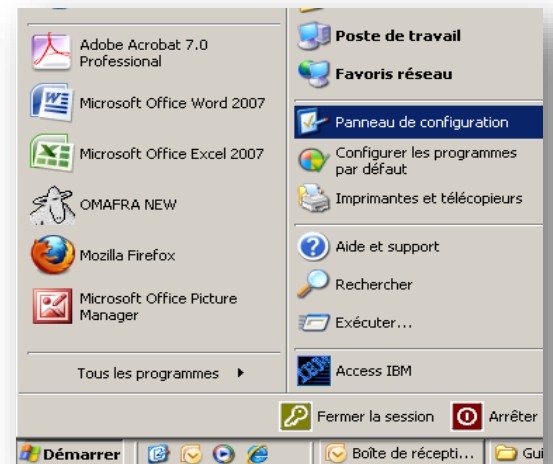 Adobe Acrobat 7.0
Professional
Microsoft Office Word 2007
Microsoft Office Excel 2007
OMAFRA NEW
Mozilla Firefox
Microsoft Office Picture
Manager
Tous les programmes
Poste de travail
Favoris réseau
Panneau de configuration
Configurer les programmes
par défaut
Imprimantes et télécopieurs
Aide et support
Rechercher
Exécuter...
IBM
Access IBM
Fermer la session
Arrêter
Démarrer
Boîte de récepti...
Gui